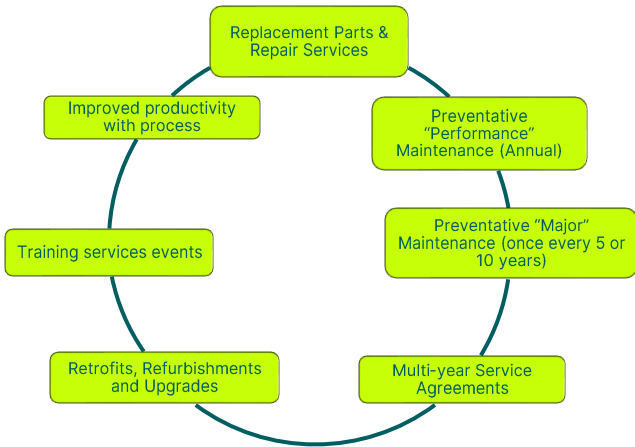 Replacement Parts &
Repair Services
Preventative
“Performance”
Maintenance (Annual)
Preventative “Major”
Maintenance (once every 5 or
10 years)
Multi-year Service
Agreements
Retrofits, Refurbishments
and Upgrades
Training services events
Improved productivity
with process